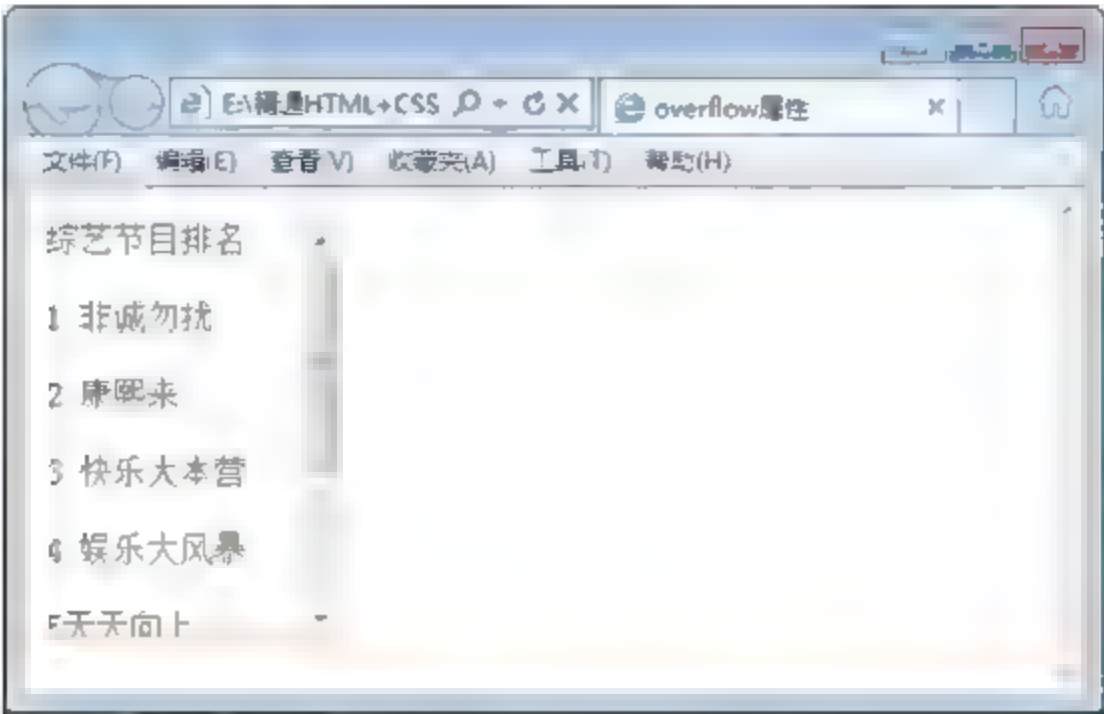 E:\精通HTML+CSS overflow属性
文件(F) 编辑(E) 查看(V) 收藏夹(A) 工具(T) 帮助(H)
综艺节目排名
1 非诚勿扰
2 康熙来
3 快乐大本营
4 娱乐大风暴
5天天向上